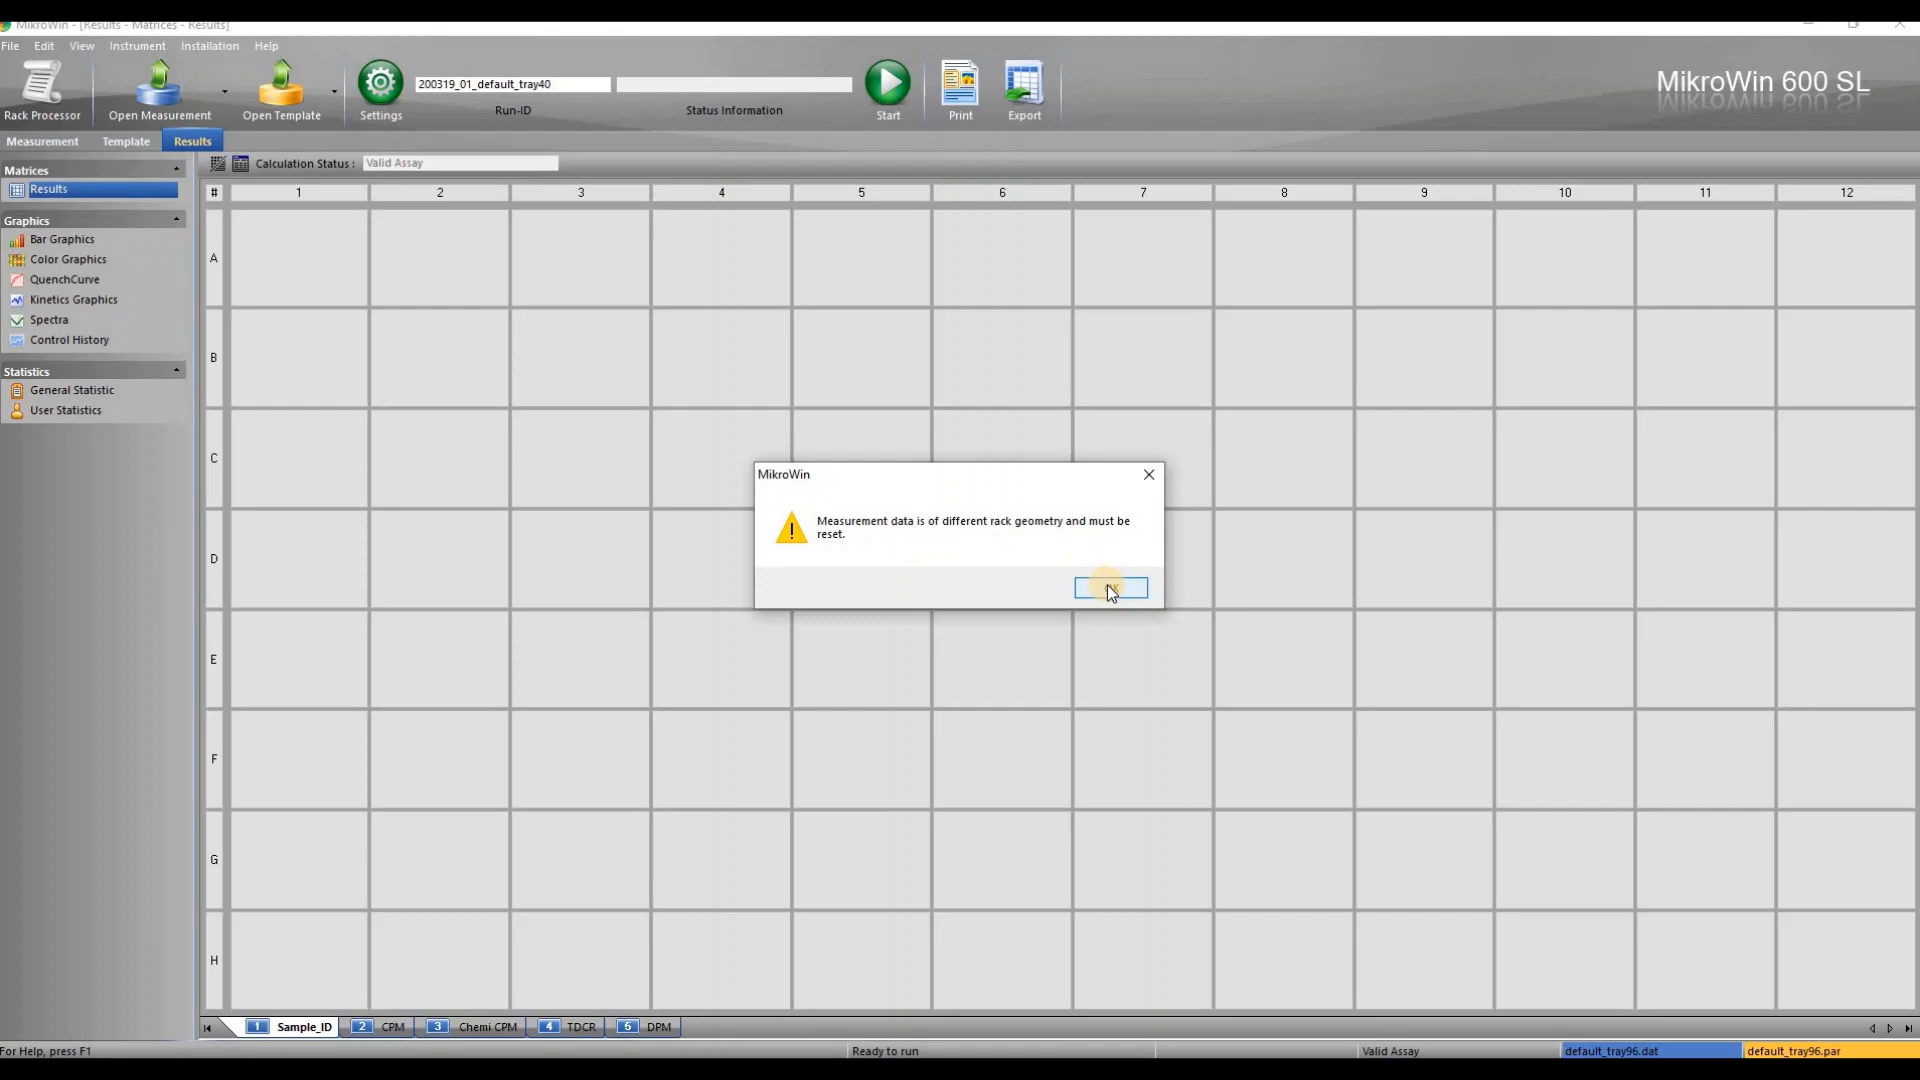 MikroWin - [Results - Matrices - Results]
File Edit View Instrument Installation Help
200319_01_default_tray40
MikroWin 600 SL
Rack Processor Open Measurement Open Template Settings Run-ID Status Information Start Print Export
Measurement Template Results
Matrices
Results
Graphics
Bar Graphics
Color Graphics
QuenchCurve
Kinetics Graphics
Spectra
Control History
Statistics
General Statistic
User Statistics
Calculation Status : Valid Assay
# 1 2 3 4 5 6 7 8 9 10 11 12
A
B
C
D
E
F
G
H
MikroWin
Measurement data is of different rack geometry and must be
reset.
1 Sample_ID 2 CPM 3 Chemi CPM 4 TDCR 5 DPM
For Help, press F1 Ready to run Valid Assay default_tray96.dat default_tray96.par